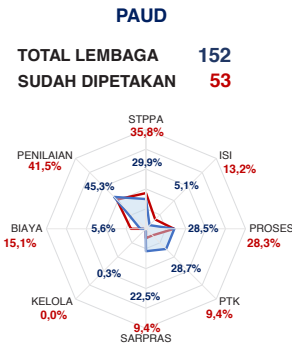 PAUD
TOTAL LEMBAGA 152
SUDAH DIPETAKAN 53
STPPA
35,8%
PENILAIAN
41,5%
ISI
13,2%
29,9%
45,3%
5,1%
BIAYA
15,1%
5,6%
28,5%
PROSES
28,3%
0,3%
28,7%
22,5%
KELOLA
0,0%
PTK
9,4%
9,4%
SARPRAS